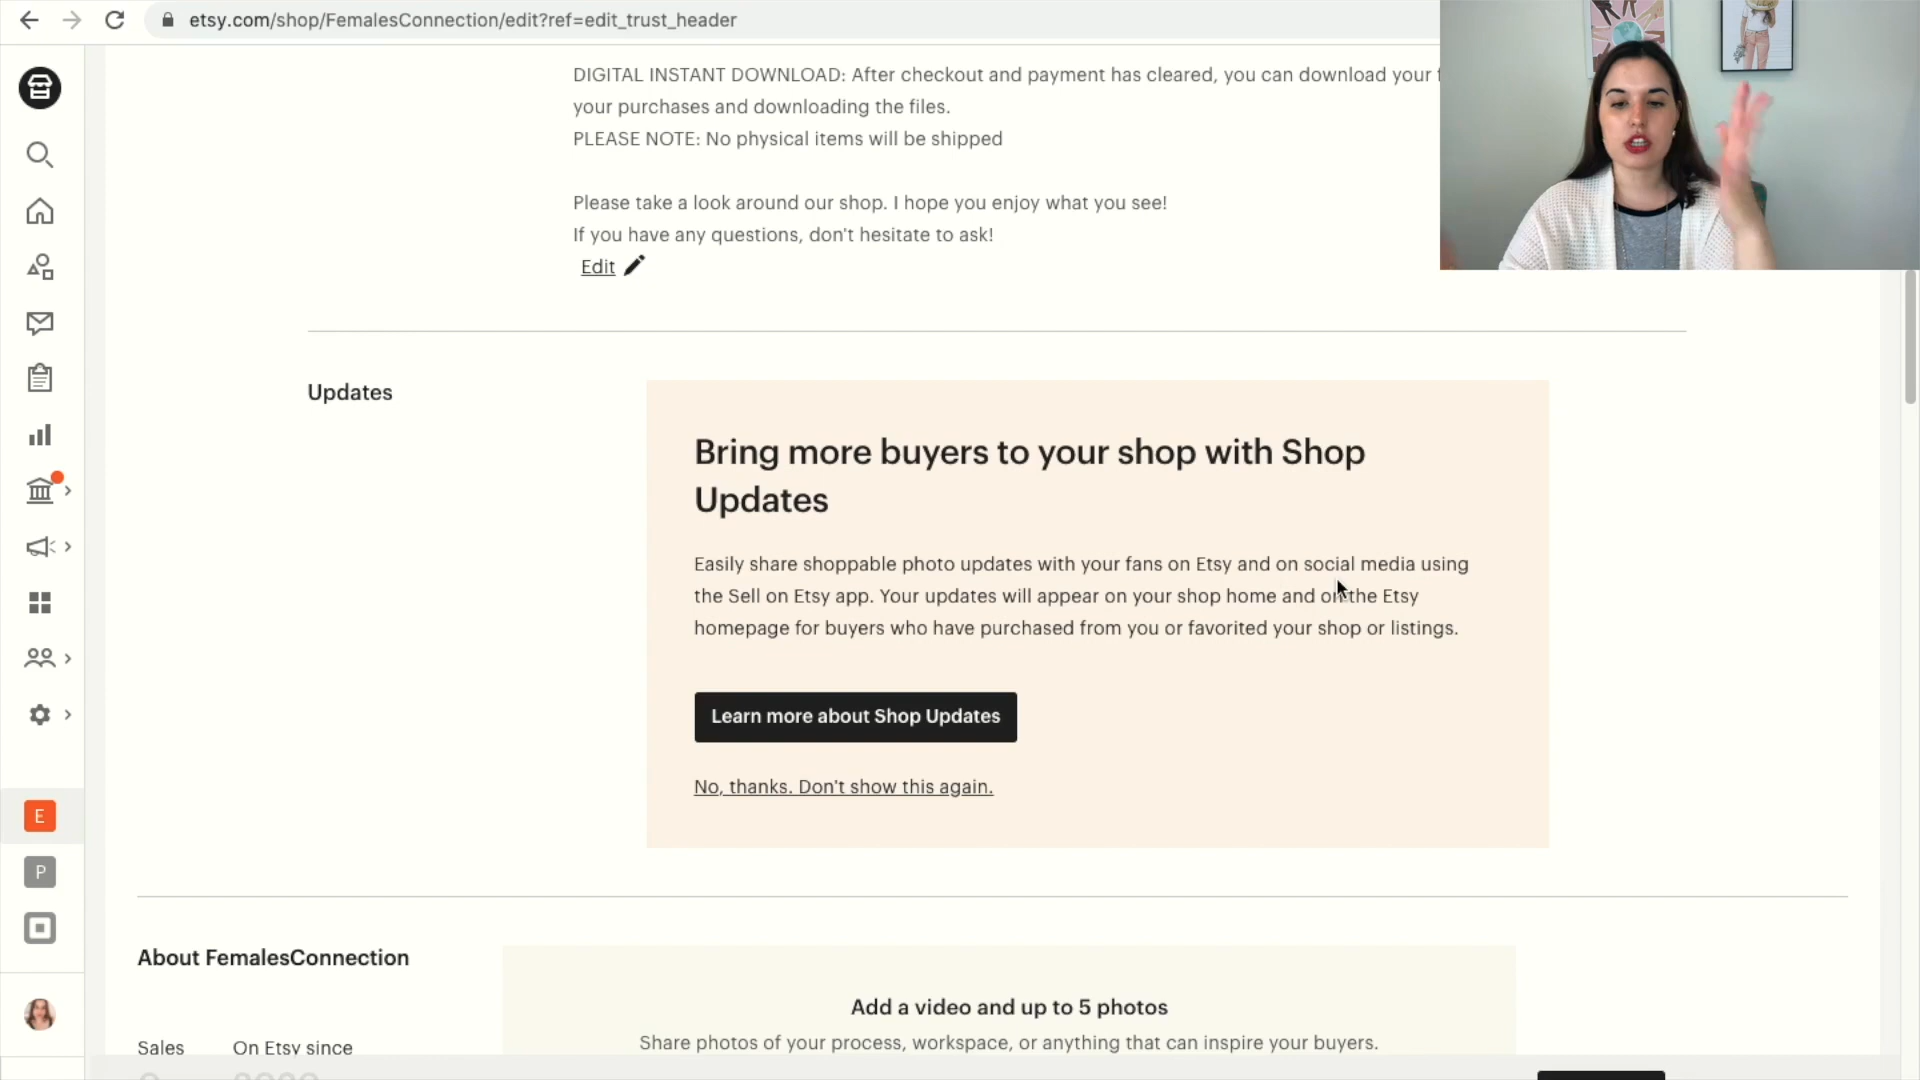 etsy.com/shop/FemalesConnection/edit?ref=edit_trust_header
DIGITAL INSTANT DOWNLOAD: After checkout and payment has cleared, you can download your
your purchases and downloading the files.
PLEASE NOTE: No physical items will be shipped
Please take a look around our shop. I hope you enjoy what you see!
If you have any questions, don't hesitate to ask!
Edit
Updates
Bring more buyers to your shop with Shop
Updates
Easily share shoppable photo updates with your fans on Etsy and on social media using
the Sell on Etsy app. Your updates will appear on your shop home and on the Etsy
homepage for buyers who have purchased from you or favorited your shop or listings.
Learn more about Shop Updates
No, thanks. Don't show this again.
E
P
About FemalesConnection
Add a video and up to 5 photos
Share photos of your process, workspace, or anything that can inspire your buyers.
Sales On Etsy since